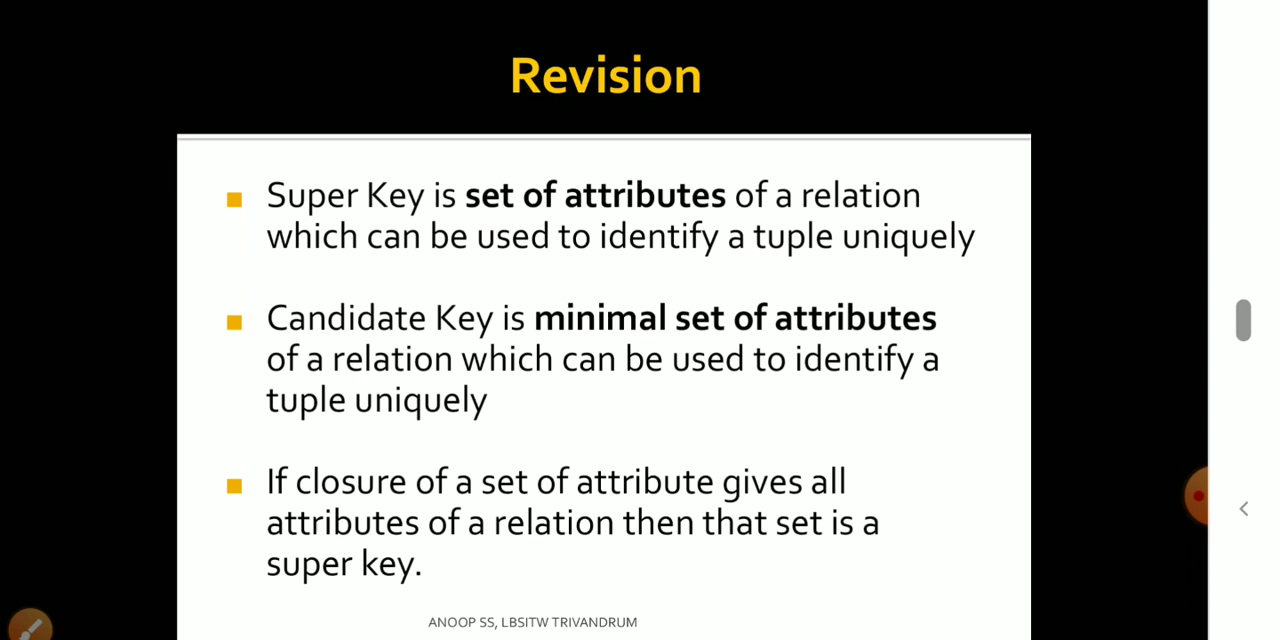 Revision
Super Key is set of attributes of a relation
which can be used to identify a tuple uniquely
Candidate Key is minimal set of attributes
of a relation which can be used to identify a
tuple uniquely
If closure of a set of attribute gives all
attributes of a relation then that set is a
super key.
ANOOP SS, LBSITW TRIVANDRUM